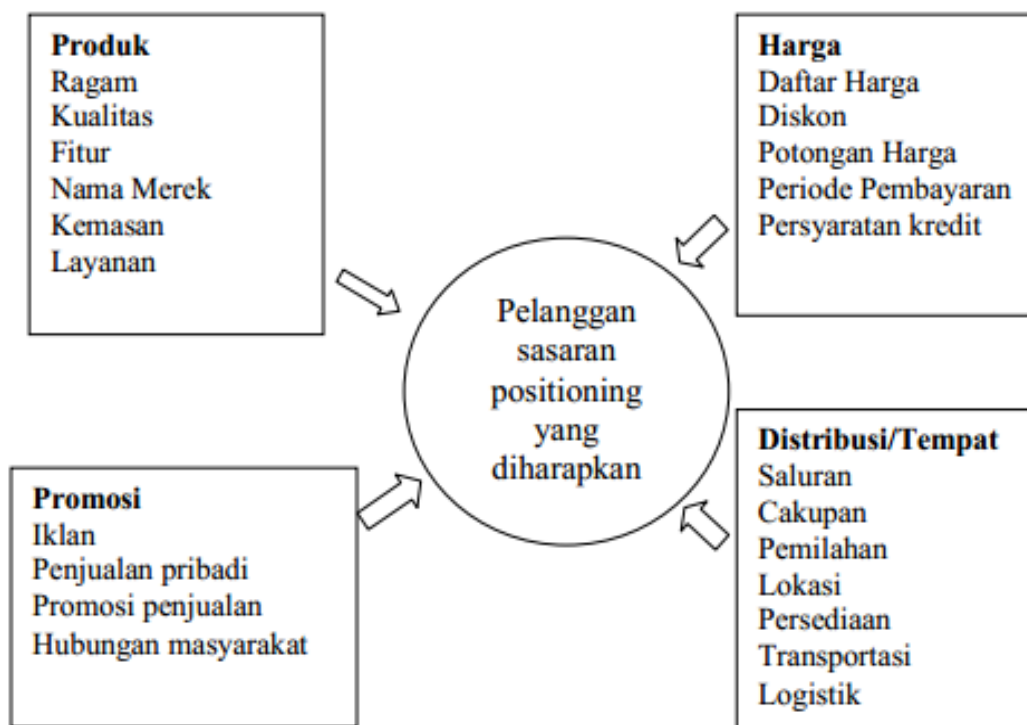 Produk
Ragam
Kualitas
Fitur
Nama Merek
Kemasan
Layanan
Harga
Daftar Harga
Diskon
Potongan Harga
Periode Pembayaran
Persyaratan kredit
Pelanggan
sasaran
positioning
yang
diharapkan
Promosi
Iklan
Penjualan pribadi
Promosi penjualan
Hubungan masyarakat
Distribusi/Tempat
Saluran
Cakupan
Pemilahan
Lokasi
Persediaan
Transportasi
Logistik